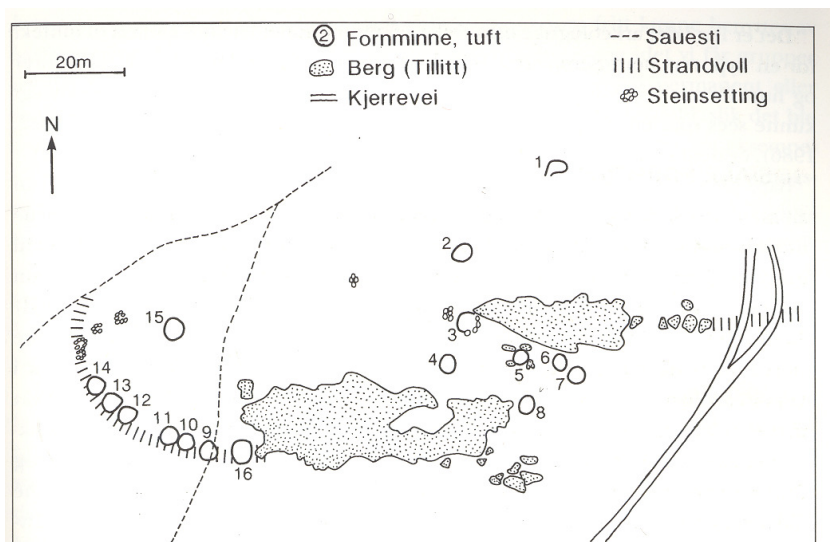 ② Fornminne, tuft
Berg (Tillitt)
Kjerrevei
--- Sauesti
|||| Strandvoll
Steinsetting
20m
N
1
2
3
4
5
6
7
8
15
14
13
12
11
10
9
16